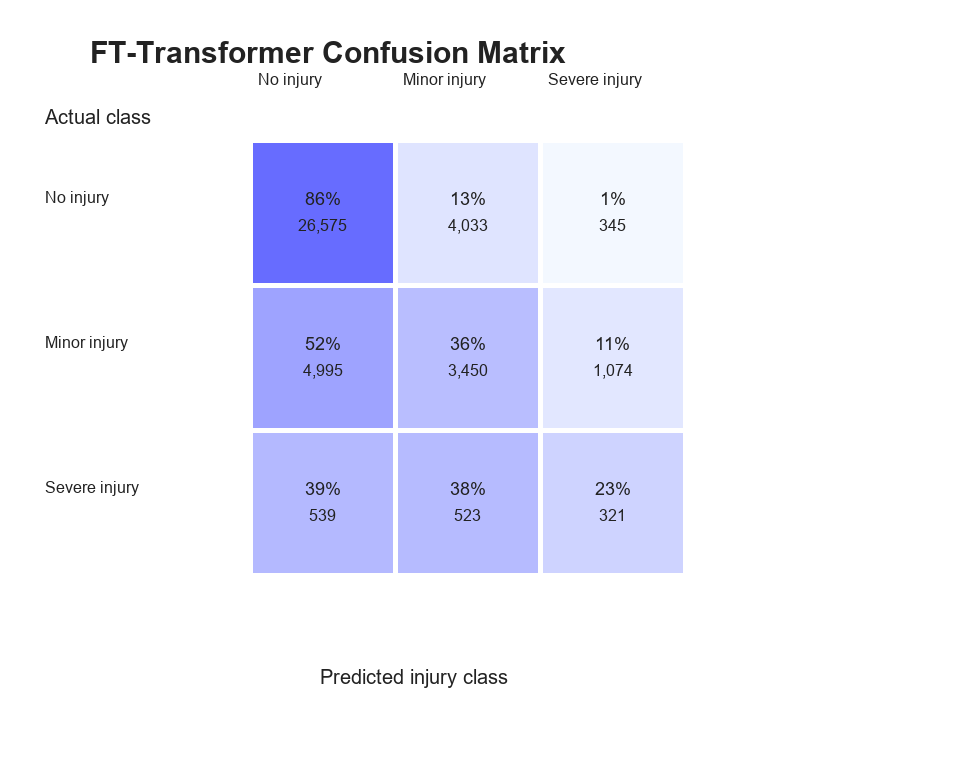 FT-Transformer Confusion Matrix
No injury Minor injury Severe injury
Actual class
No injury
86% 13% 1%
26,575 4,033 345
Minor injury
52% 36% 11%
4,995 3,450 1,074
Severe injury
39% 38% 23%
539 523 321
Predicted injury class